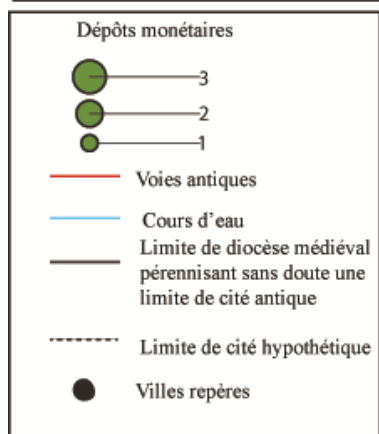 Dépôts monétaires
3
2
1
Voies antiques
Cours d'eau
Limite de diocèse médiéval
pérennisant sans doute une
limite de cité antique
Limite de cité hypothétique
Villes repères